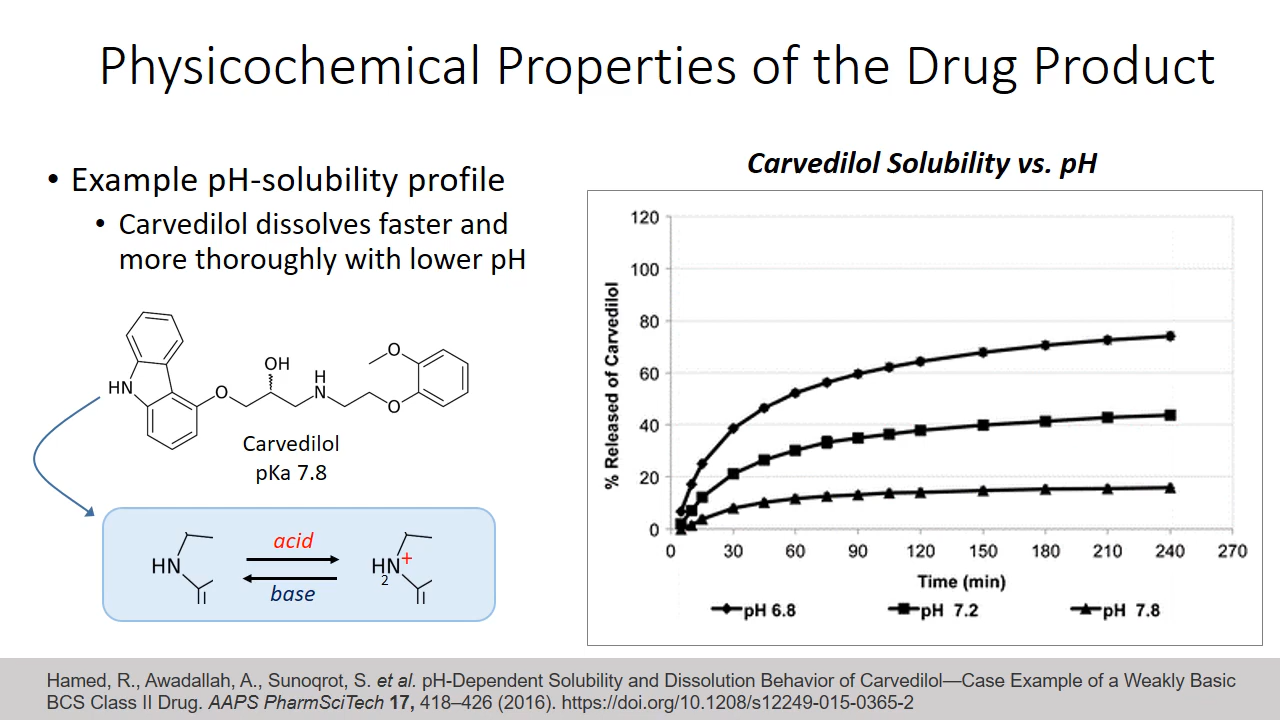 Physicochemical Properties of the Drug Product
• Example pH-solubility profile
• Carvedilol dissolves faster and
more thoroughly with lower pH
HN
O
OH
H
N
O
O
Carvedilol
pKa 7.8
HN
acid
base
HN+
2
Carvedilol Solubility vs. pH
% Released of Carvedilol
120
100
80
60
40
20
0
0 30 60 90 120 150 180 210 240 270
Time (min)
pH 6.8 pH 7.2 pH 7.8
Hamed, R., Awadallah, A., Sunoqrot, S. et al. pH-Dependent Solubility and Dissolution Behavior of Carvedilol—Case Example of a Weakly Basic
BCS Class II Drug. AAPS PharmSciTech 17, 418–426 (2016). https://doi.org/10.1208/s12249-015-0365-2